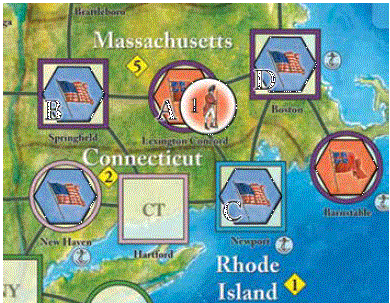 Brattleboro
Massachusetts
5
D
B
A
1
Springfield
Lexington Concord
Boston
Connecticut
2
CT
C
Barnstable
New Haven
Hartford
Newport
Rhode
Island
1
NY